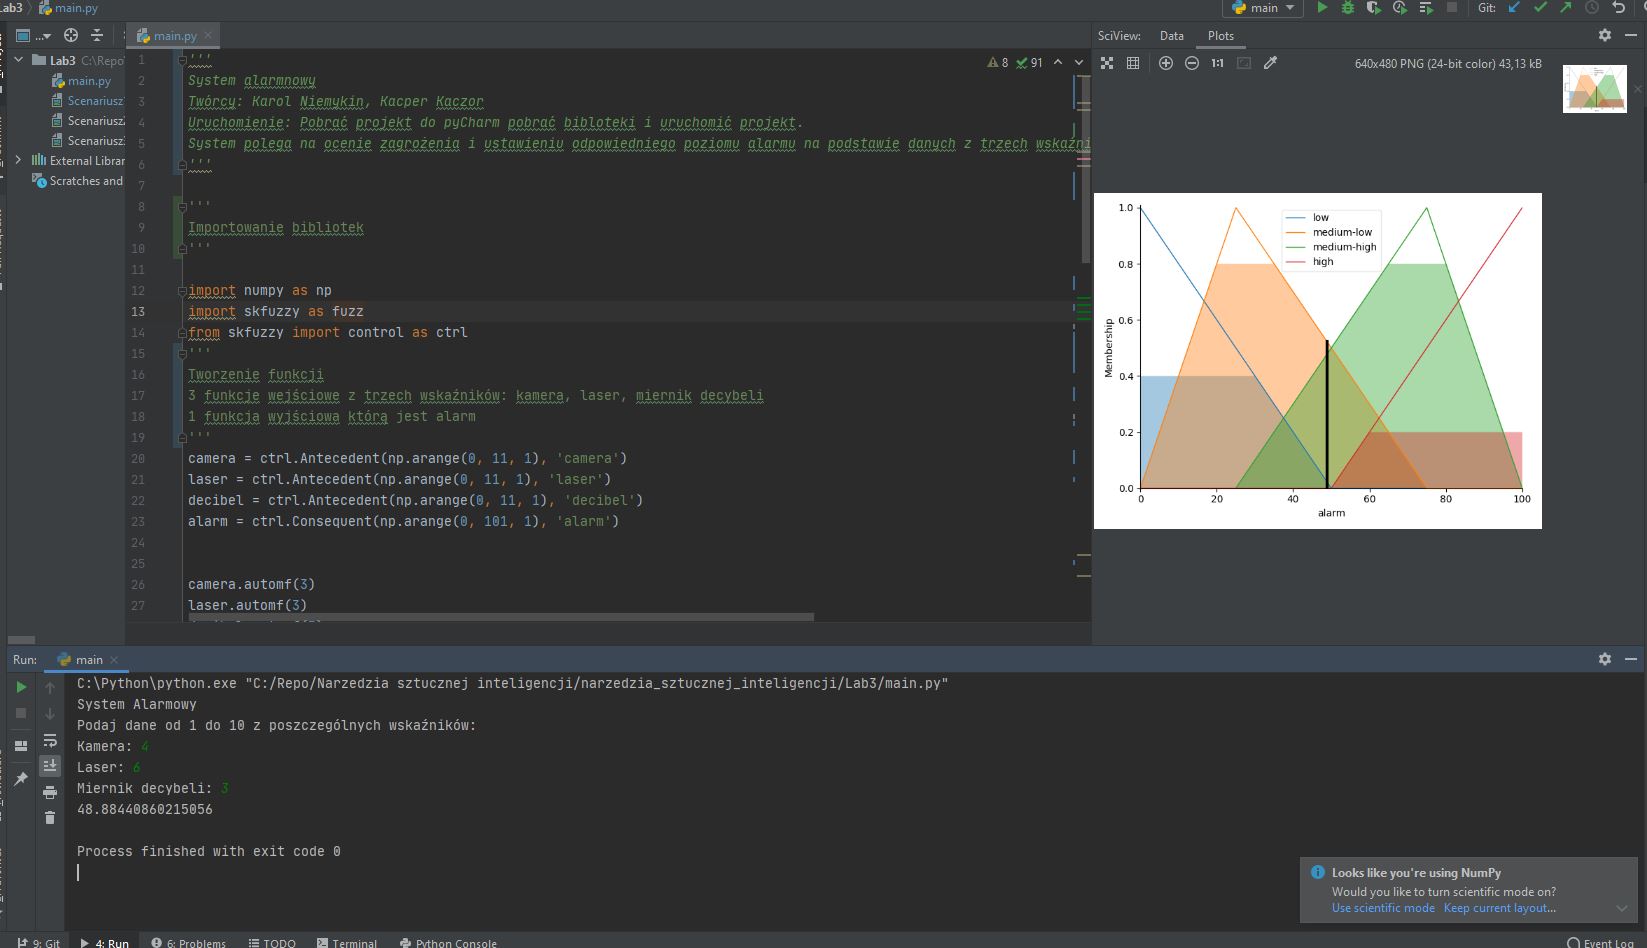 Lab3
main.py
main
Git:
...
Lab3 C:\Repo
main.py
Scenariusz
Scenariusz
Scenariusz
External Librar
Scratches and
main.py
8 91
1 '''
2 System alarmnowy
3 Twórcy: Karol Niemykin, Kacper Kaczor
4 Uruchomienie: Pobrać projekt do pyCharm pobrać bibloteki i uruchomić projekt.
5 System polega na ocenie zagrożenia i ustawieniu odpowiedniego poziomu alarmu na podstawie danych z trzech wskaźni
6 '''
7
8 '''
9 Importowanie bibliotek
10 '''
11
12 import numpy as np
13 import skfuzzy as fuzz
14 from skfuzzy import control as ctrl
15 '''
16 Tworzenie funkcji
17 3 funkcje wejściowe z trzech wskaźników: kamera, laser, miernik decybeli
18 1 funkcja wyjściowa którą jest alarm
19 '''
20 camera = ctrl.Antecedent(np.arange(0, 11, 1), 'camera')
21 laser = ctrl.Antecedent(np.arange(0, 11, 1), 'laser')
22 decibel = ctrl.Antecedent(np.arange(0, 11, 1), 'decibel')
23 alarm = ctrl.Consequent(np.arange(0, 101, 1), 'alarm')
24
25
26 camera.automf(3)
27 laser.automf(3)
SciView: Data Plots
1:1 640x480 PNG (24-bit color) 43,13 kB
low
medium-low
medium-high
high
Membership
1.0
0.8
0.6
0.4
0.2
0.0
0 20 40 60 80 100
alarm
Run: main
C:\Python\python.exe "C:/Repo/Narzedzia sztucznej inteligencji/narzedzia_sztucznej_inteligencji/Lab3/main.py"
System Alarmowy
Podaj dane od 1 do 10 z poszczególnych wskaźników:
Kamera: 4
Laser: 6
Miernik decybeli: 3
48.88440860215056
Process finished with exit code 0
Looks like you're using NumPy
Would you like to turn scientific mode on?
Use scientific mode Keep current layout...
9: Git 4: Run 6: Problems TODO Terminal Python Console Event Log